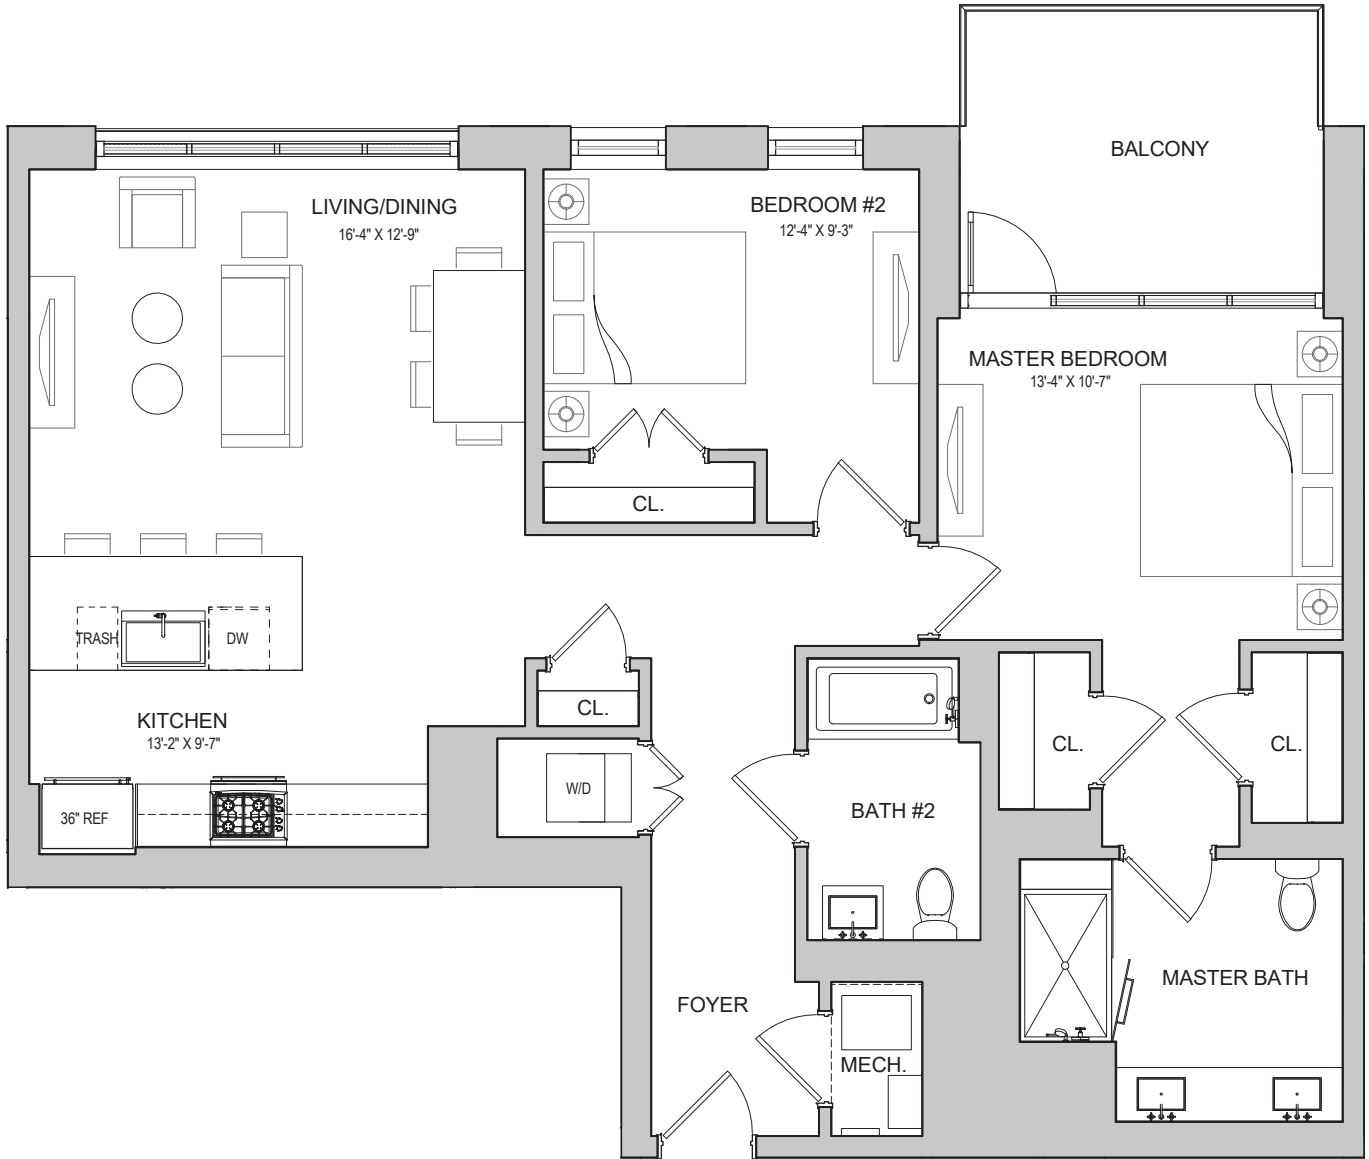 BALCONY
LIVING/DINING
16'-4" X 12'-9"
BEDROOM #2
12'-4" X 9'-3"
MASTER BEDROOM
13'-4" X 10'-7"
CL.
TRASH
DW
CL.
KITCHEN
13'-2" X 9'-7"
CL.
CL.
W/D
36" REF
BATH #2
MASTER BATH
FOYER
MECH.